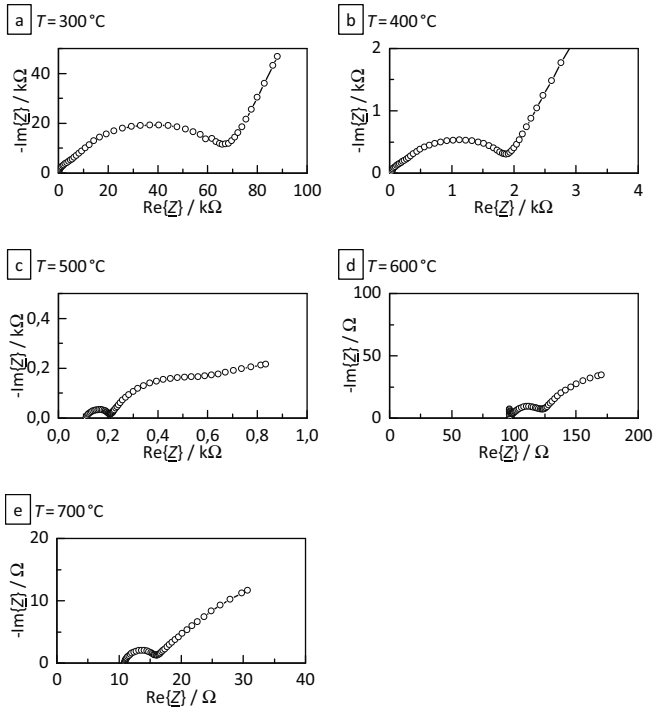 a T = 300 °C
b T = 400 °C
-Im{Z} / kΩ
40
20
0
0 20 40 60 80 100
Re{Z} / kΩ
-Im{Z} / kΩ
2
1
0
0 1 2 3 4
Re{Z} / kΩ
c T = 500 °C
d T = 600 °C
-Im{Z} / kΩ
0,4
0,2
0,0
0,0 0,2 0,4 0,6 0,8 1,0
Re{Z} / kΩ
-Im{Z} / Ω
100
50
0
0 50 100 150 200
Re{Z} / Ω
e T = 700 °C
-Im{Z} / Ω
20
10
0
0 10 20 30 40
Re{Z} / Ω